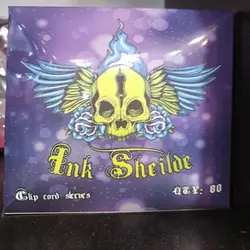 Ink Sheilde
Clip cord sleeves QTY: 80